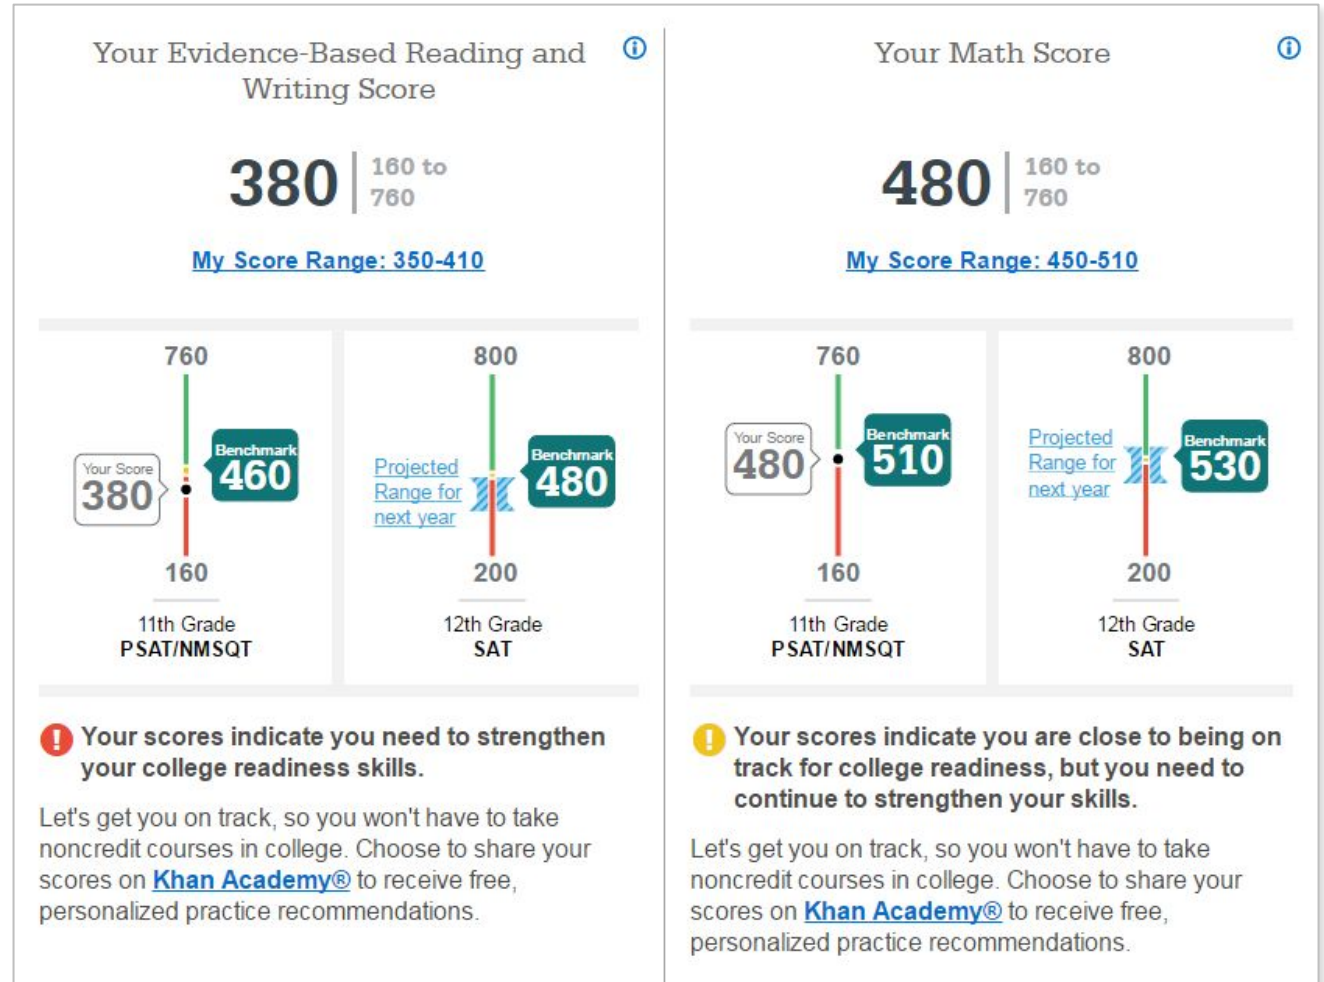 Your Evidence-Based Reading and
Writing Score
380
160 to
760
My Score Range: 350-410
760
Your Score
380
Benchmark
460
160
11th Grade
PSAT/NMSQT
800
Projected
Range for
next year
Benchmark
480
200
12th Grade
SAT
Your scores indicate you need to strengthen
your college readiness skills.
Let's get you on track, so you won't have to take
noncredit courses in college. Choose to share your
scores on Khan Academy® to receive free,
personalized practice recommendations.
Your Math Score
480
160 to
760
My Score Range: 450-510
760
Your Score
480
Benchmark
510
160
11th Grade
PSAT/NMSQT
800
Projected
Range for
next year
Benchmark
530
200
12th Grade
SAT
Your scores indicate you are close to being on
track for college readiness, but you need to
continue to strengthen your skills.
Let's get you on track, so you won't have to take
noncredit courses in college. Choose to share your
scores on Khan Academy® to receive free,
personalized practice recommendations.